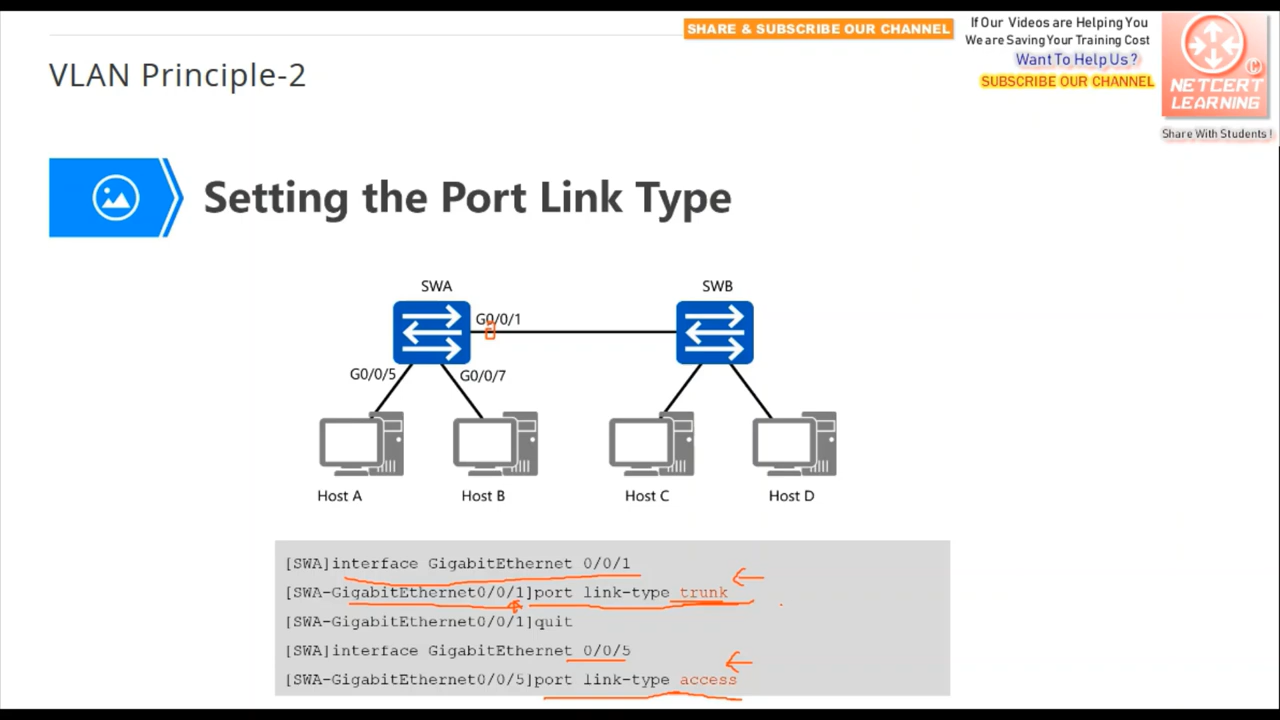 SHARE & SUBSCRIBE OUR CHANNEL
If Our Videos are Helping You
We are Saving Your Training Cost
Want To Help Us ?
SUBSCRIBE OUR CHANNEL
©
NETCERT
LEARNING
Share With Students !
VLAN Principle-2
Setting the Port Link Type
SWA
SWB
G0/0/1
G0/0/5
G0/0/7
Host A
Host B
Host C
Host D
[SWA]interface GigabitEthernet 0/0/1
[SWA-GigabitEthernet0/0/1]port link-type trunk
[SWA-GigabitEthernet0/0/1]quit
[SWA]interface GigabitEthernet 0/0/5
[SWA-GigabitEthernet0/0/5]port link-type access